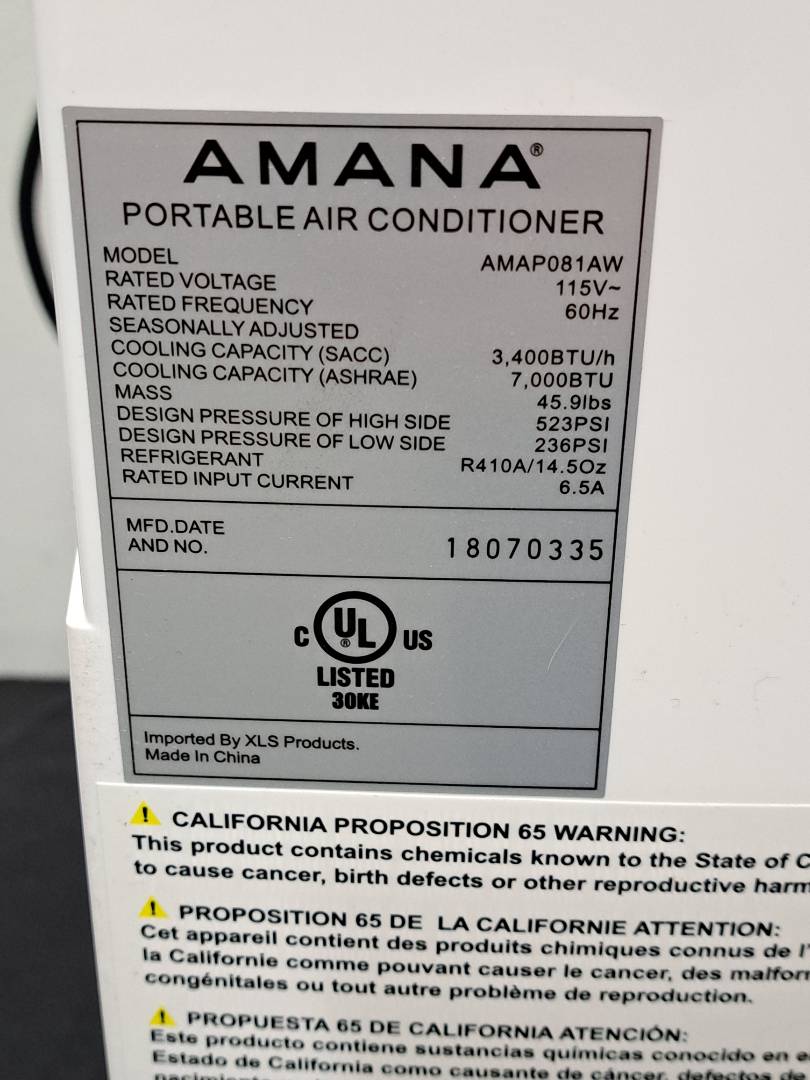 AMANA®
PORTABLE AIR CONDITIONER
MODEL AMAP081AW
RATED VOLTAGE 115V~
RATED FREQUENCY 60Hz
SEASONALLY ADJUSTED
COOLING CAPACITY (SACC) 3,400BTU/h
COOLING CAPACITY (ASHRAE) 7,000BTU
MASS 45.9lbs
DESIGN PRESSURE OF HIGH SIDE 523PSI
DESIGN PRESSURE OF LOW SIDE 236PSI
REFRIGERANT R410A/14.5Oz
RATED INPUT CURRENT 6.5A
MFD.DATE
AND NO. 18070335
C UL® US
LISTED
30KE
Imported By XLS Products.
Made In China
CALIFORNIA PROPOSITION 65 WARNING:
This product contains chemicals known to the State of C
to cause cancer, birth defects or other reproductive harm
PROPOSITION 65 DE LA CALIFORNIE ATTENTION:
Cet appareil contient des produits chimiques connus de l'
la Californie comme pouvant causer le cancer, des malfor
congénitales ou tout autre problème de reproduction.
PROPUESTA 65 DE CALIFORNIA ATENCIÓN:
Este producto contiene sustancias químicas conocido en e
Estado de California como causante de cáncer, defectos de